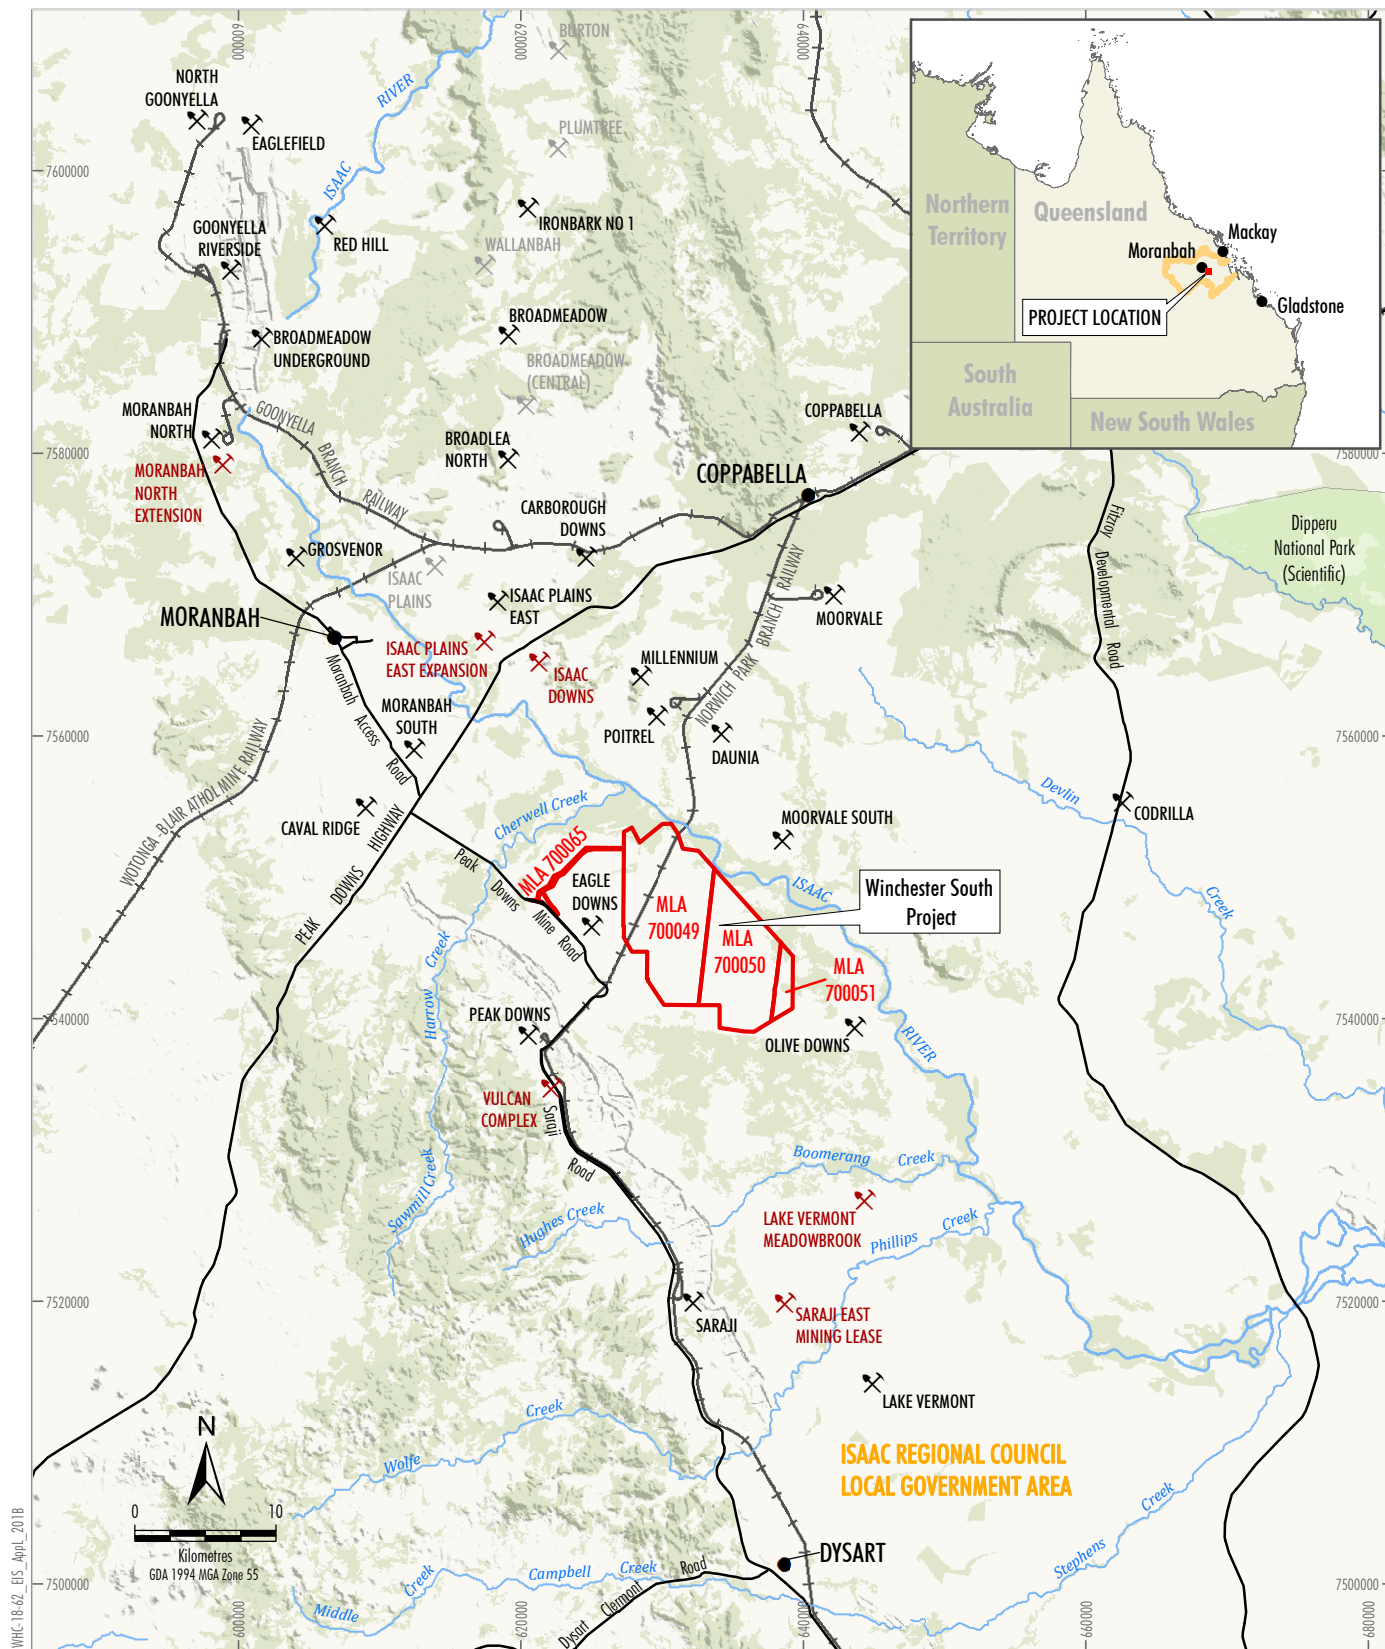 600000
620000
640000
BURTON
NORTH
GOONYELLA
EAGLEFIELD
RIVER
ISAAC
PLUMTREE
7600000
IRONBARK NO 1
GOONYELLA
RIVERSIDE
RED HILL
WALLANBAH
BROADMEADOW
UNDERGROUND
BROADMEADOW
BROADMEADOW
(CENTRAL)
Northern
Territory
Queensland
Mackay
Moranbah
PROJECT LOCATION
Gladstone
South
Australia
New South Wales
MORANBAH
NORTH
GOONYELLA
BRANCH
RAILWAY
COPPABELLA
BROADLEA
NORTH
7580000
MORANBAH
NORTH
EXTENSION
COPPABELLA
CARBOROUGH
DOWNS
Fitzroy
Developmental
Road
Dipperu
National Park
(Scientific)
GROSVENOR
ISAAC
PLAINS
ISAAC PLAINS
EAST
MORANBAH
NORWICH PARK
BRANCH
RAILWAY
MOORVALE
ISAAC PLAINS
EAST EXPANSION
ISAAC
DOWNS
MILLENNIUM
Moranbah
Access
Road
MORANBAH
SOUTH
POITREL
DAUNIA
7560000
7560000
WOTONGA-BLAIR ATHOL MINE RAILWAY
CAVAL RIDGE
Cherwell Creek
Devlin
Creek
CODRILLA
MOORVALE SOUTH
PEAK
DOWNS
HIGHWAY
Peak
Downs
Mine
Road
MLA 700065
EAGLE
DOWNS
ISAAC
Winchester South
Project
MLA
700049
MLA
700050
MLA
700051
Harrow
Creek
PEAK DOWNS
OLIVE DOWNS
RIVER
7540000
7540000
VULCAN
COMPLEX
Saraji
Road
Boomerang
Creek
Sawmill Creek
Hughes Creek
LAKE VERMONT
MEADOWBROOK
Phillips
Creek
7520000
7520000
SARAJI
SARAJI EAST
MINING LEASE
LAKE VERMONT
Wolfe
Creek
ISAAC REGIONAL COUNCIL
LOCAL GOVERNMENT AREA
N
0
10
Kilometres
GDA 1994 MGA Zone 55
Stephens
Creek
DYSART
Middle
Creek
Campbell
Creek
Dysart
Clermont
Road
7500000
7500000
600000
620000
640000
660000
680000
WHC-18-62_EIS_AppL_201B
7580000